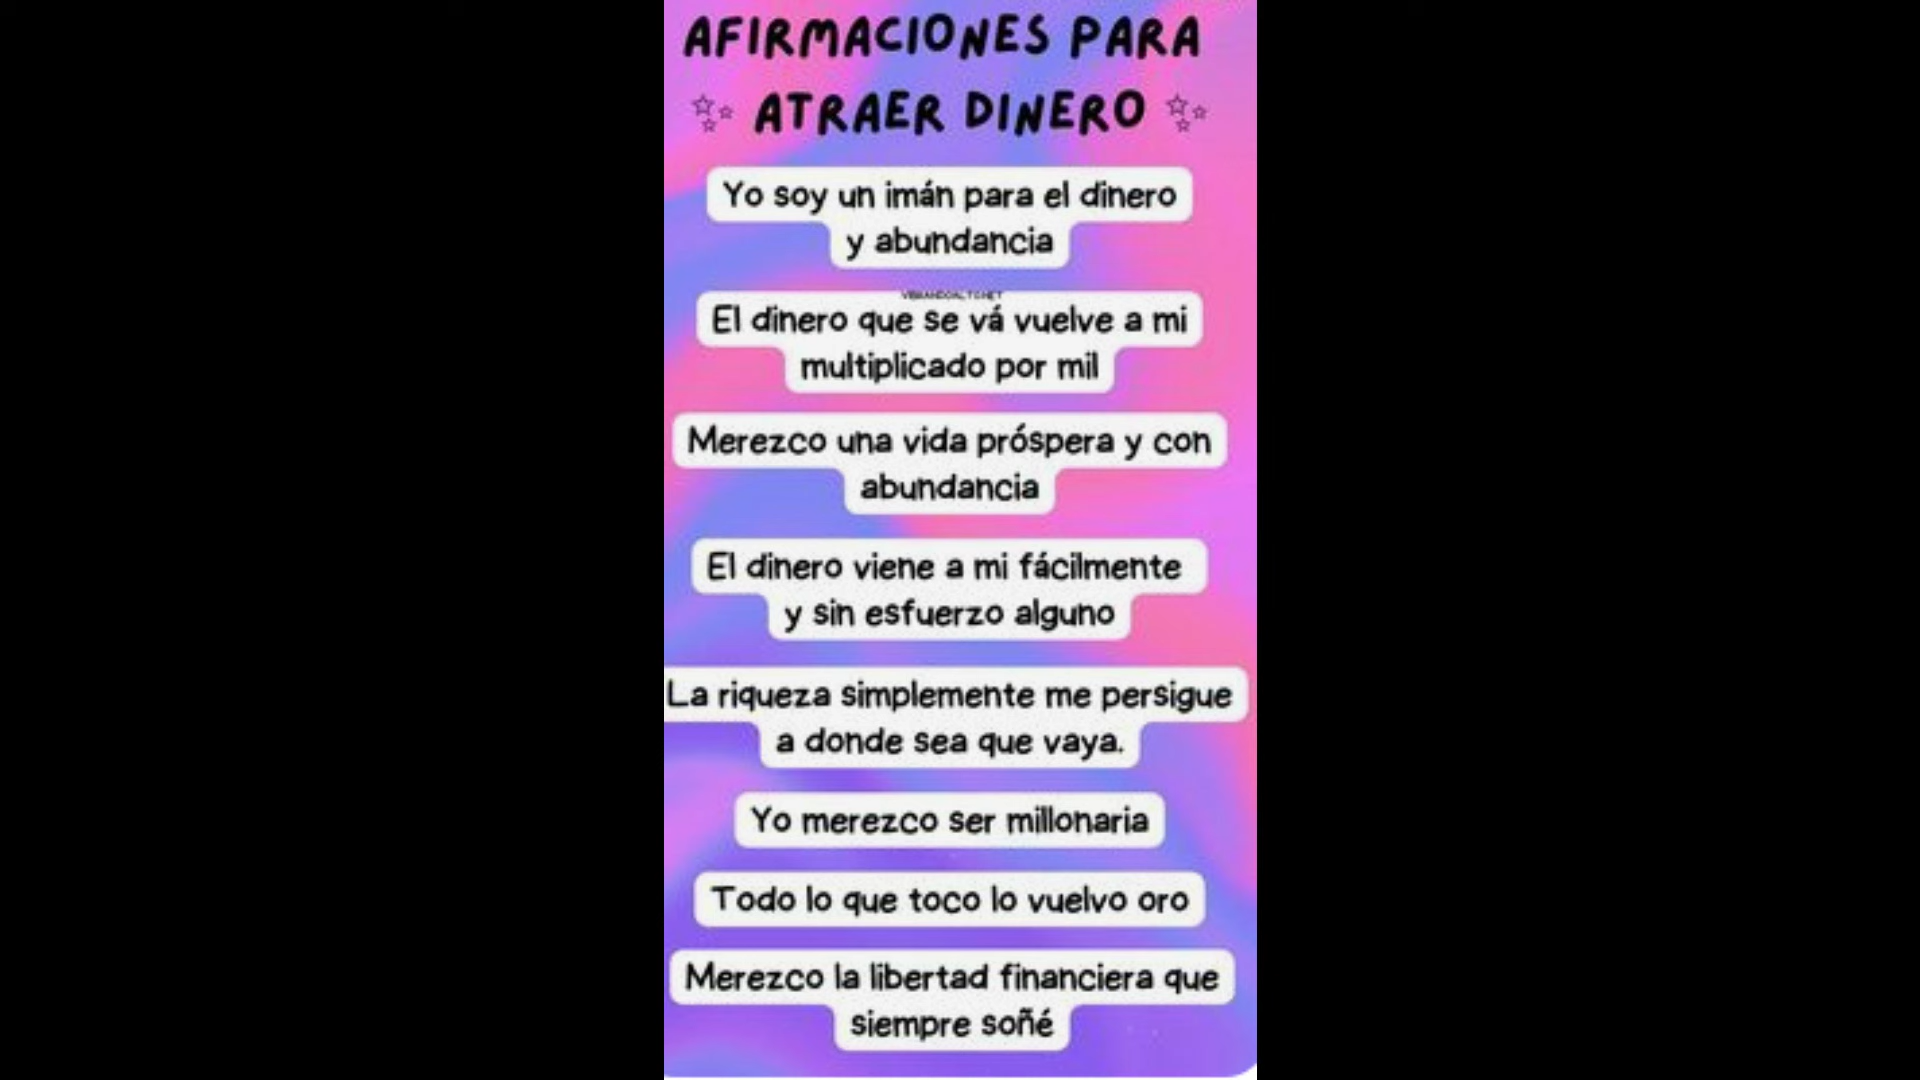 AFIRMACIONES PARA
ATRAER DINERO
Yo soy un imán para el dinero
y abundancia
VIBRANDOALTO.NET
El dinero que se vá vuelve a mi
multiplicado por mil
Merezco una vida próspera y con
abundancia
El dinero viene a mi fácilmente
y sin esfuerzo alguno
La riqueza simplemente me persigue
a donde sea que vaya.
Yo merezco ser millonaria
Todo lo que toco lo vuelvo oro
Merezco la libertad financiera que
siempre soñé